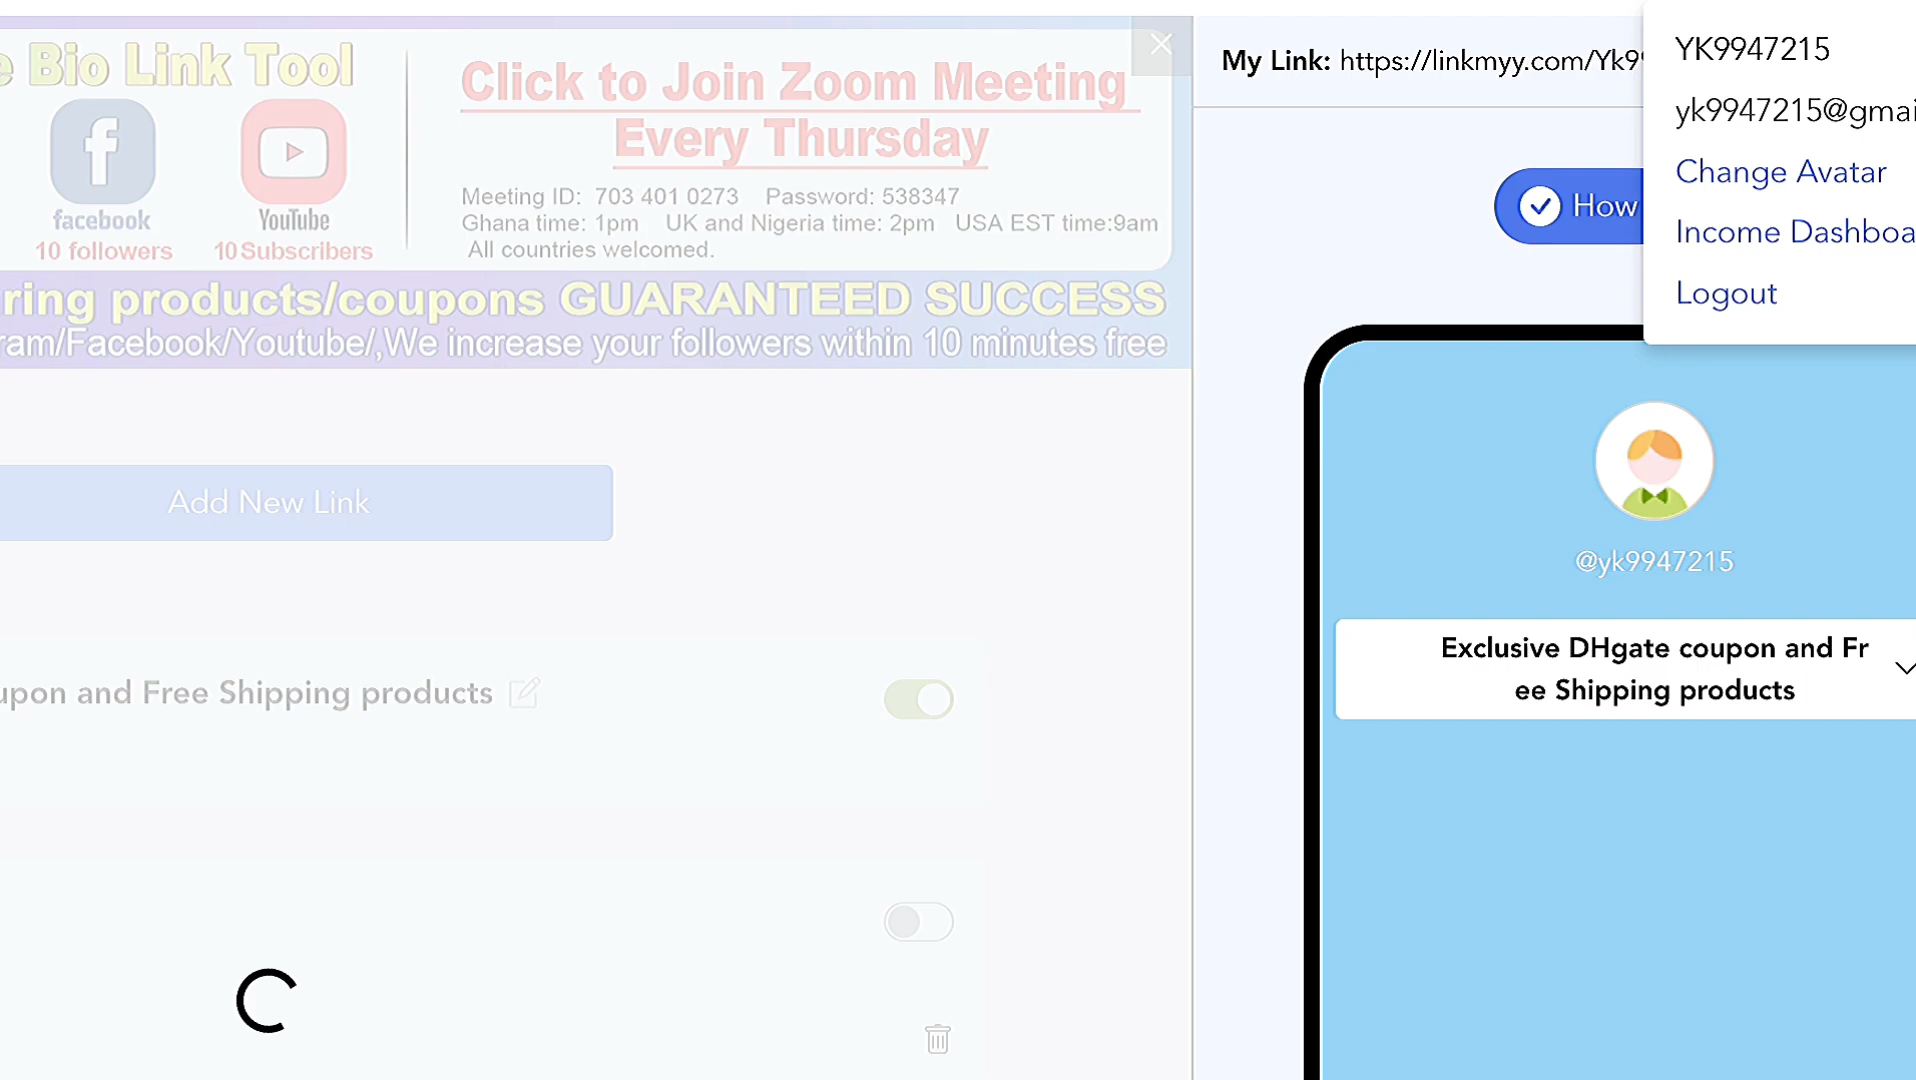 e Bio Link Tool
facebook
10 followers
YouTube
10 Subscribers
Click to Join Zoom Meeting
Every Thursday
Meeting ID: 703 401 0273 Password: 538347
Ghana time: 1pm UK and Nigeria time: 2pm USA EST time:9am
All countries welcomed.
ring products/coupons GUARANTEED SUCCESS
ram/Facebook/Youtube/,We increase your followers within 10 minutes free
Add New Link
upon and Free Shipping products
My Link: https://linkmyy.com/Yk9
How
YK9947215
yk9947215@gmai
Change Avatar
Income Dashboa
Logout
@yk9947215
Exclusive DHgate coupon and Fr
ee Shipping products